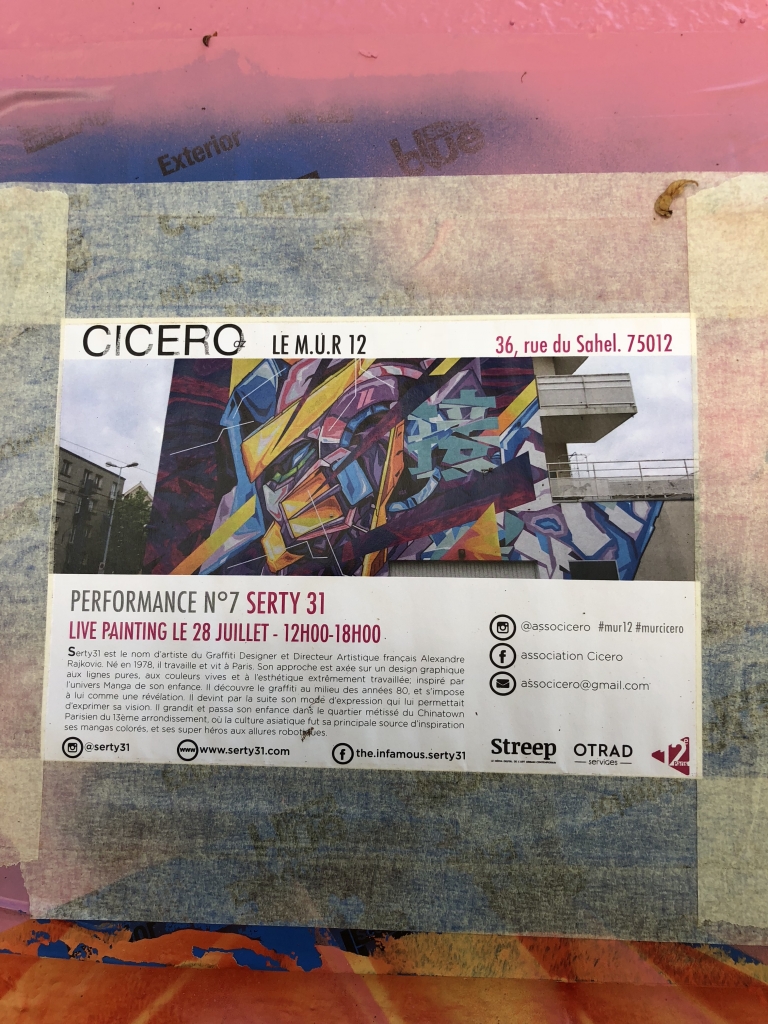 Exterior
CICERO
LE M.U.R 12
36, rue du Sahel. 75012
PERFORMANCE N°7 SERTY 31
LIVE PAINTING LE 28 JUILLET - 12H00-18H00
Serty31 est le nom d'artiste du Graffiti Designer et Directeur Artistique français Alexandre
Rajkovic. Né en 1978, il travaille et vit à Paris. Son approche est axée sur un design graphique
aux lignes pures, aux couleurs vives et à l'esthétique extrêmement travaillée; inspiré par
l'univers Manga de son enfance. Il découvre le graffiti au milieu des années 80, et s'impose
à lui comme une révélation. Il devint par la suite son mode d'expression qui lui permettait
d'exprimer sa vision. Il grandit et passa son enfance dans le quartier métissé du Chinatown
Parisien du 13ème arrondissement, où la culture asiatique fut sa principale source d'inspiration
ses mangas colorés, et ses super héros aux allures robotiques.
@serty31
www.serty31.com
the.infamous.serty31
@associcero #mur12 #murcicero
association Cicero
associcero@gmail.com
Streep
OTRAD
services
12e
Paris